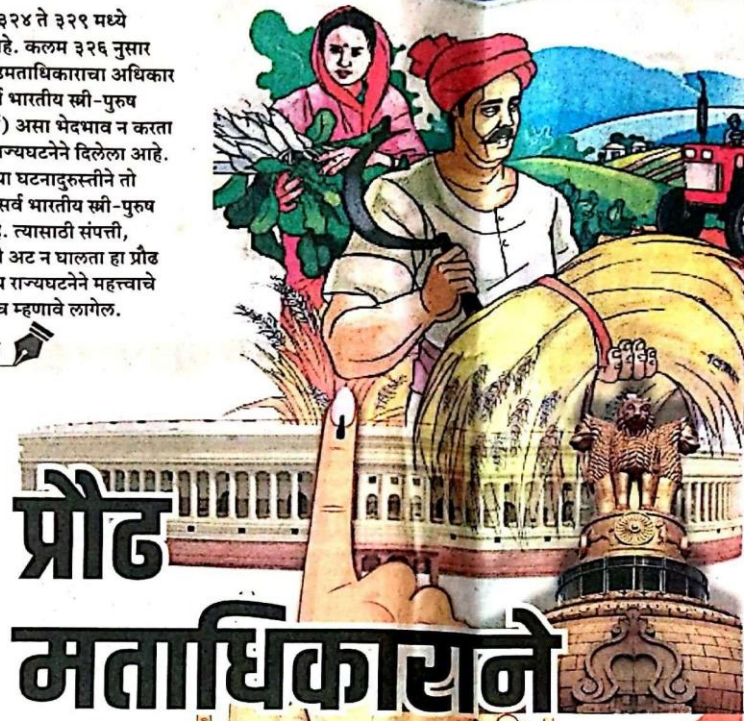 ३२४ ते ३२९ मध्ये
हे. कलम ३२६ नुसार
मताधिकाराचा अधिकार
भारतीय स्त्री-पुरुष
) असा भेदभाव न करता
ज्यघटनेने दिलेला आहे.
या घटनादुरुस्तीने तो
सर्व भारतीय स्त्री-पुरुष
. त्यासाठी संपत्ती,
अट न घालता हा प्रौढ
राज्यघटनेने महत्त्वाचे
च म्हणावे लागेल.
प्रौढ
मताधिकाराने